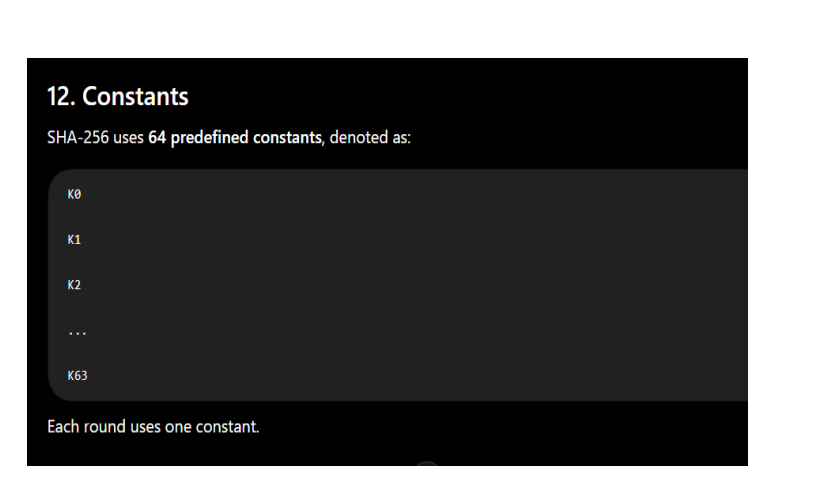 12. Constants
SHA-256 uses 64 predefined constants, denoted as:
K0
K1
K2
...
K63
Each round uses one constant.